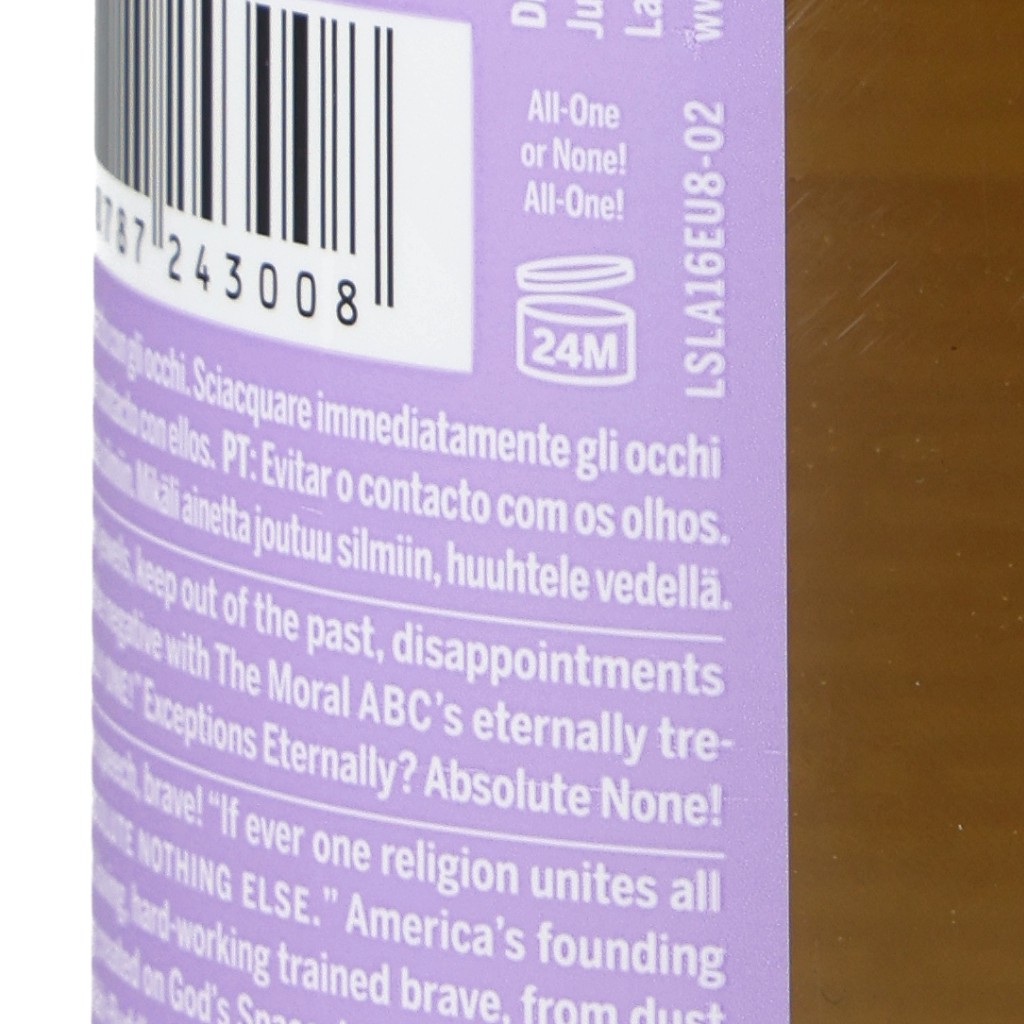 787 243008
All-One
or None!
All-One!
24M
LSLA16EU8-02
gli occhi. Sciacquare immediatamente gli occhi
contacto con ellos. PT: Evitar o contacto com os olhos.
Mikäli ainetta joutuu silmiin, huuhtele vedellä.
keep out of the past, disappointments
negative with The Moral ABC's eternally tre-
Exceptions Eternally? Absolute None!
brave! “If ever one religion unites all
NOTHING ELSE.” America's founding
hard-working trained brave, from dust
on God's